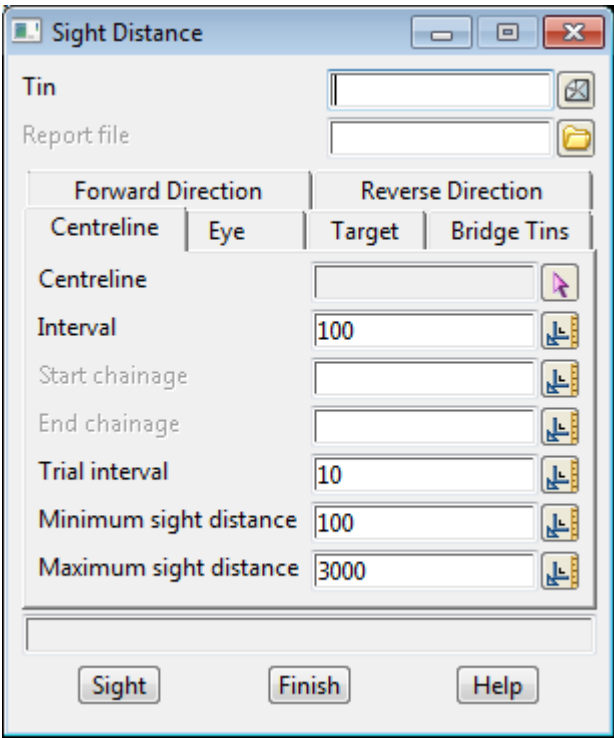 Sight Distance
Tin
Report file
Forward Direction Reverse Direction
Centreline Eye Target Bridge Tins
Centreline
Interval 100
Start chainage
End chainage
Trial interval 10
Minimum sight distance 100
Maximum sight distance 3000
Sight Finish Help